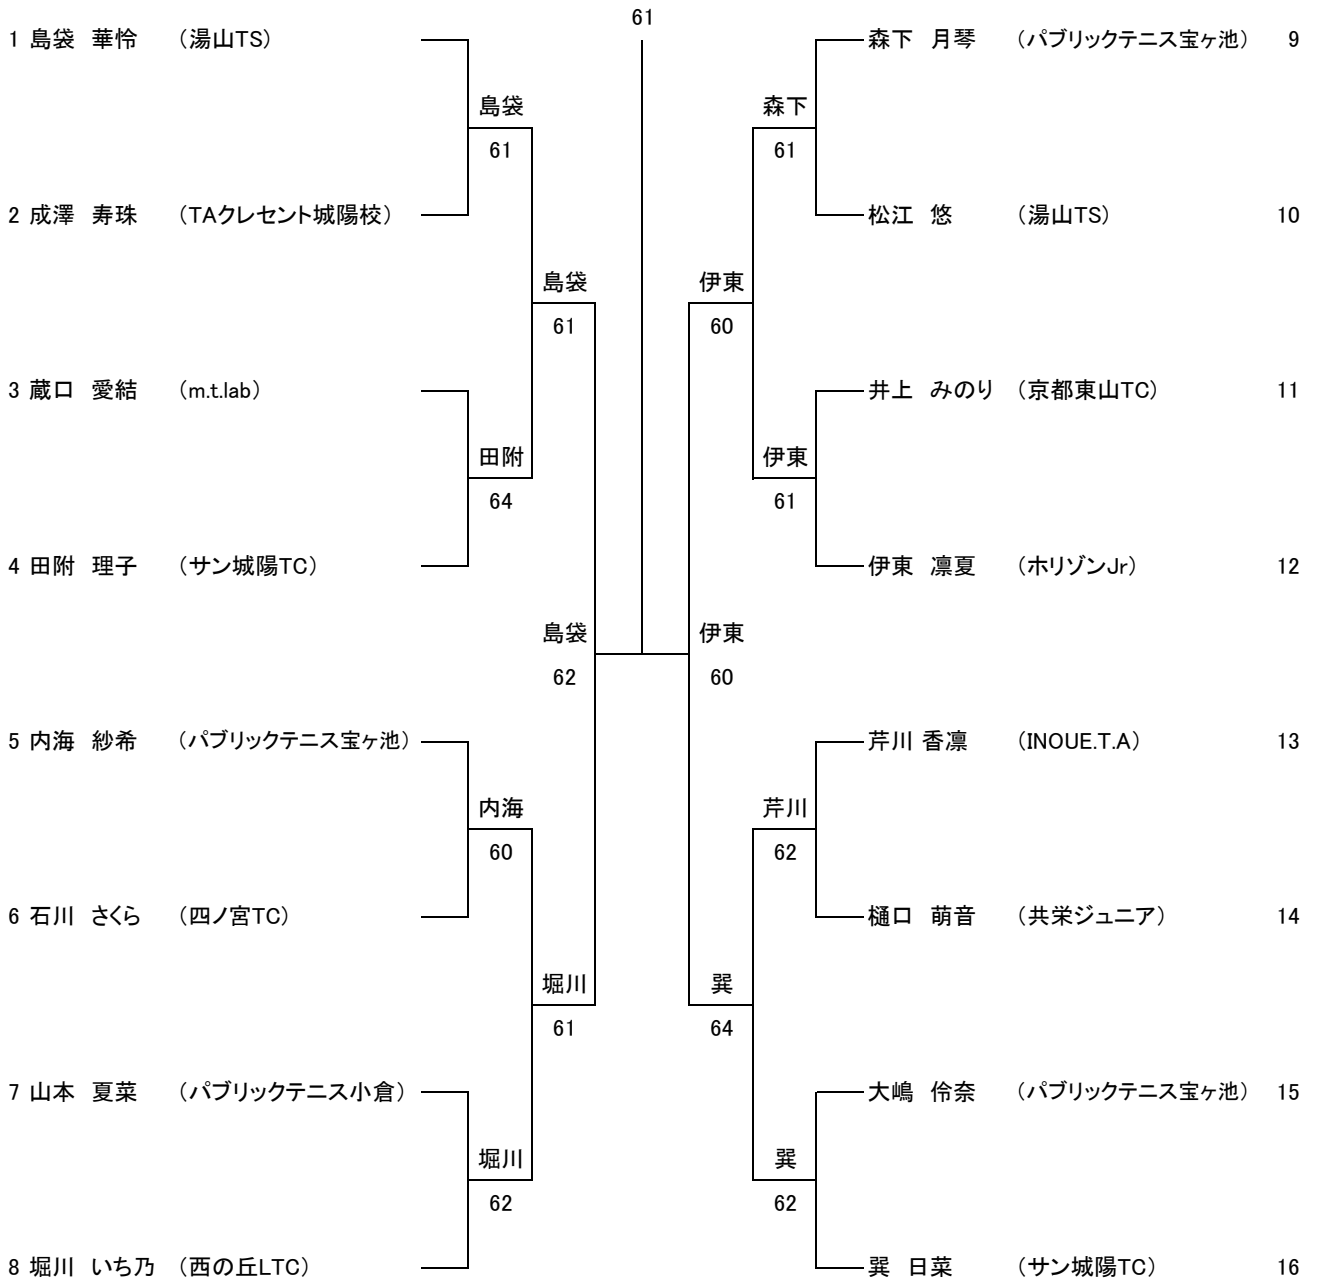 61
1 島袋 華怜 (湯山TS) 森下 月琴 (パブリックテニス宝ヶ池) 9
島袋 森下
61 61
2 成澤 寿珠 (TAクレセント城陽校) 松江 悠 (湯山TS) 10
島袋 伊東
61 60
3 蔵口 愛結 (m.t.lab) 井上 みのり (京都東山TC) 11
田附 伊東
64 61
4 田附 理子 (サン城陽TC) 伊東 凛夏 (ホリゾンJr) 12
島袋 伊東
62 60
5 内海 紗希 (パブリックテニス宝ヶ池) 芹川 香凛 (INOUE.T.A) 13
内海 芹川
60 62
6 石川 さくら (四ノ宮TC) 樋口 萌音 (共栄ジュニア) 14
堀川 巽
61 64
7 山本 夏菜 (パブリックテニス小倉) 大嶋 伶奈 (パブリックテニス宝ヶ池) 15
堀川 巽
62 62
8 堀川 いち乃 (西の丘LTC) 巽 日菜 (サン城陽TC) 16